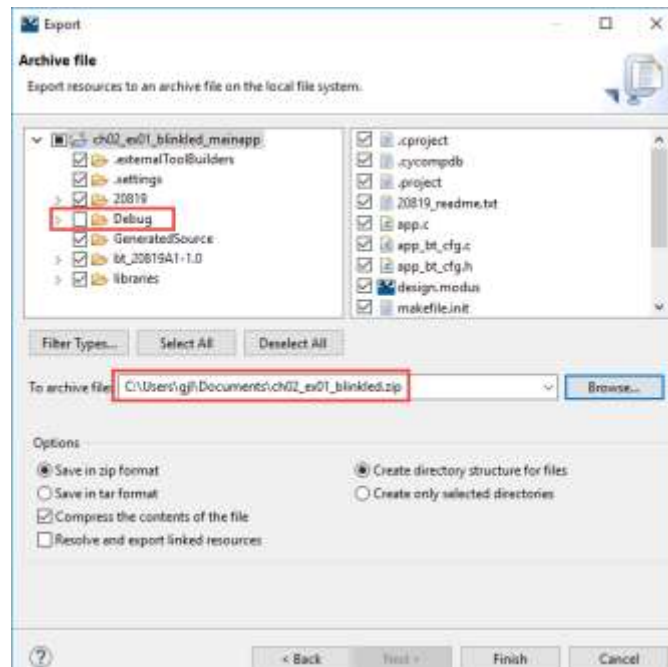 Export
Archive file
Export resources to an archive file on the local file system.
ch02_ex01_blinkled_mainapp
.externalToolBuilders
.settings
20819
Debug
GeneratedSource
bt_20819A1-1.0
libraries
.cproject
.cycompdb
.project
20819_readme.txt
app.c
app_bt_cfg.c
app_bt_cfg.h
design.modus
makefile.init
Filter Types... Select All Deselect All
To archive file: C:\Users\gjl\Documents\ch02_ex01_blinkled.zip Browse...
Options
Save in zip format Create directory structure for files
Save in tar format Create only selected directories
Compress the contents of the file
Resolve and export linked resources
? < Back Next > Finish Cancel